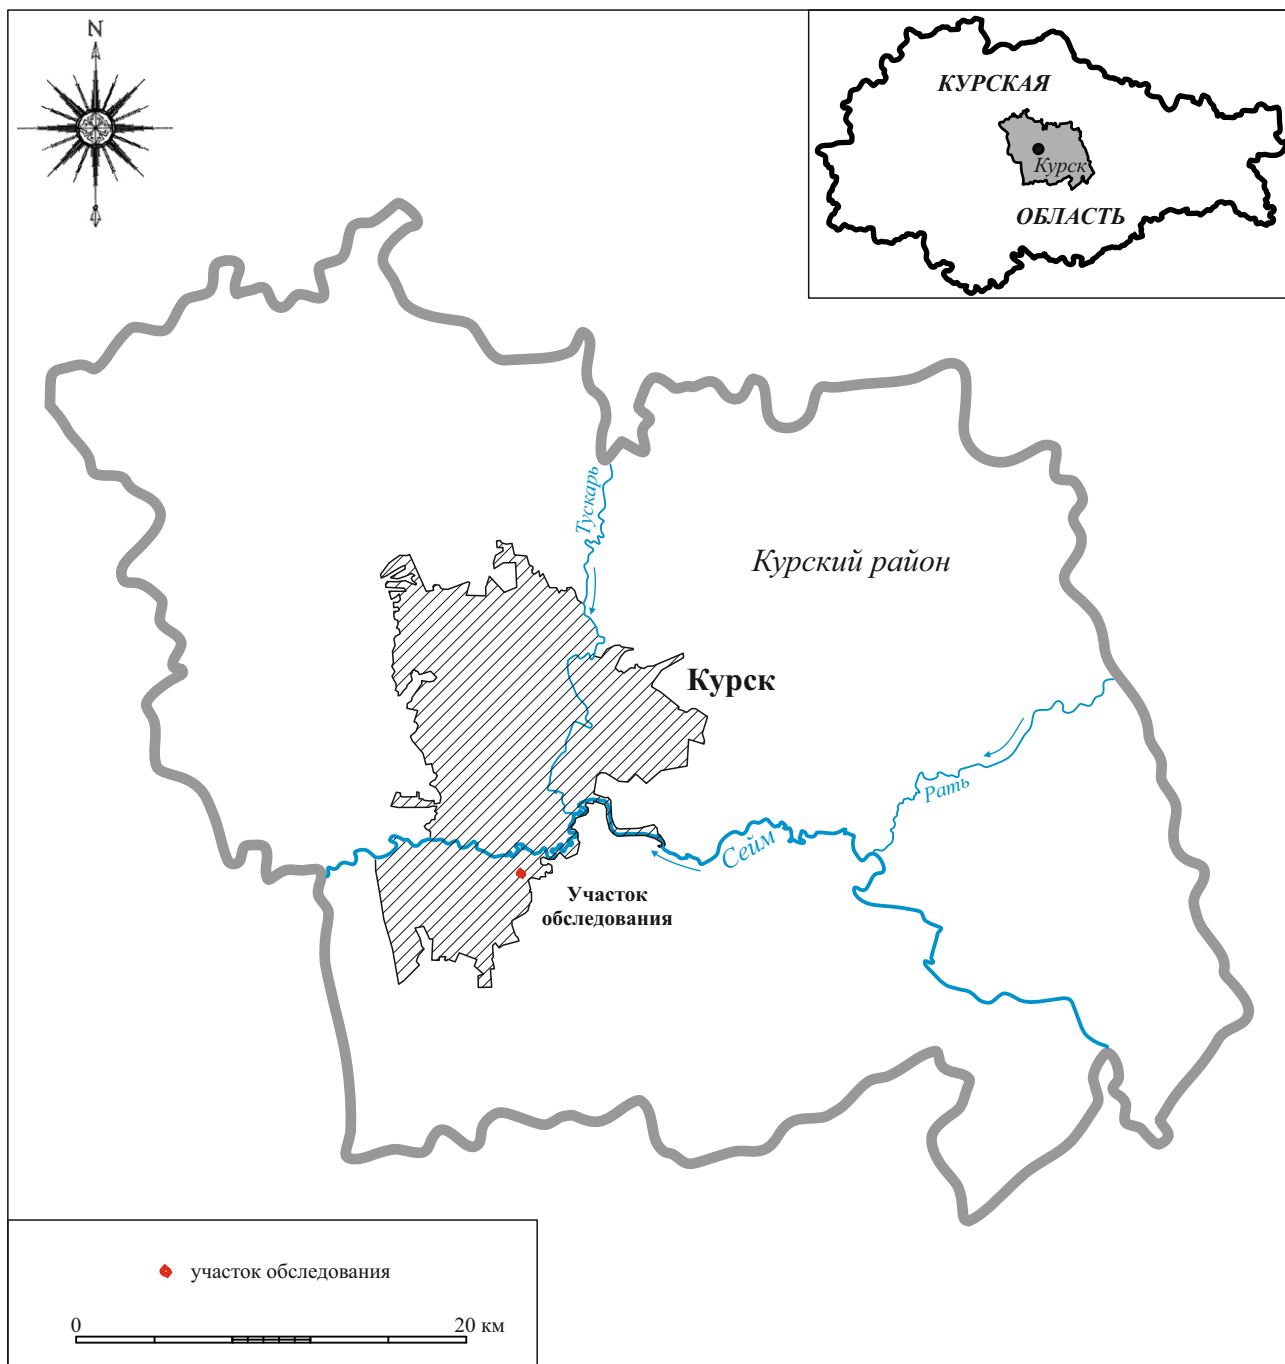 N
КУРСКАЯ
Курск
ОБЛАСТЬ
Тускарь
Курский район
Курск
Рать
Сейм
Участок
обследования
участок обследования
0
20 км